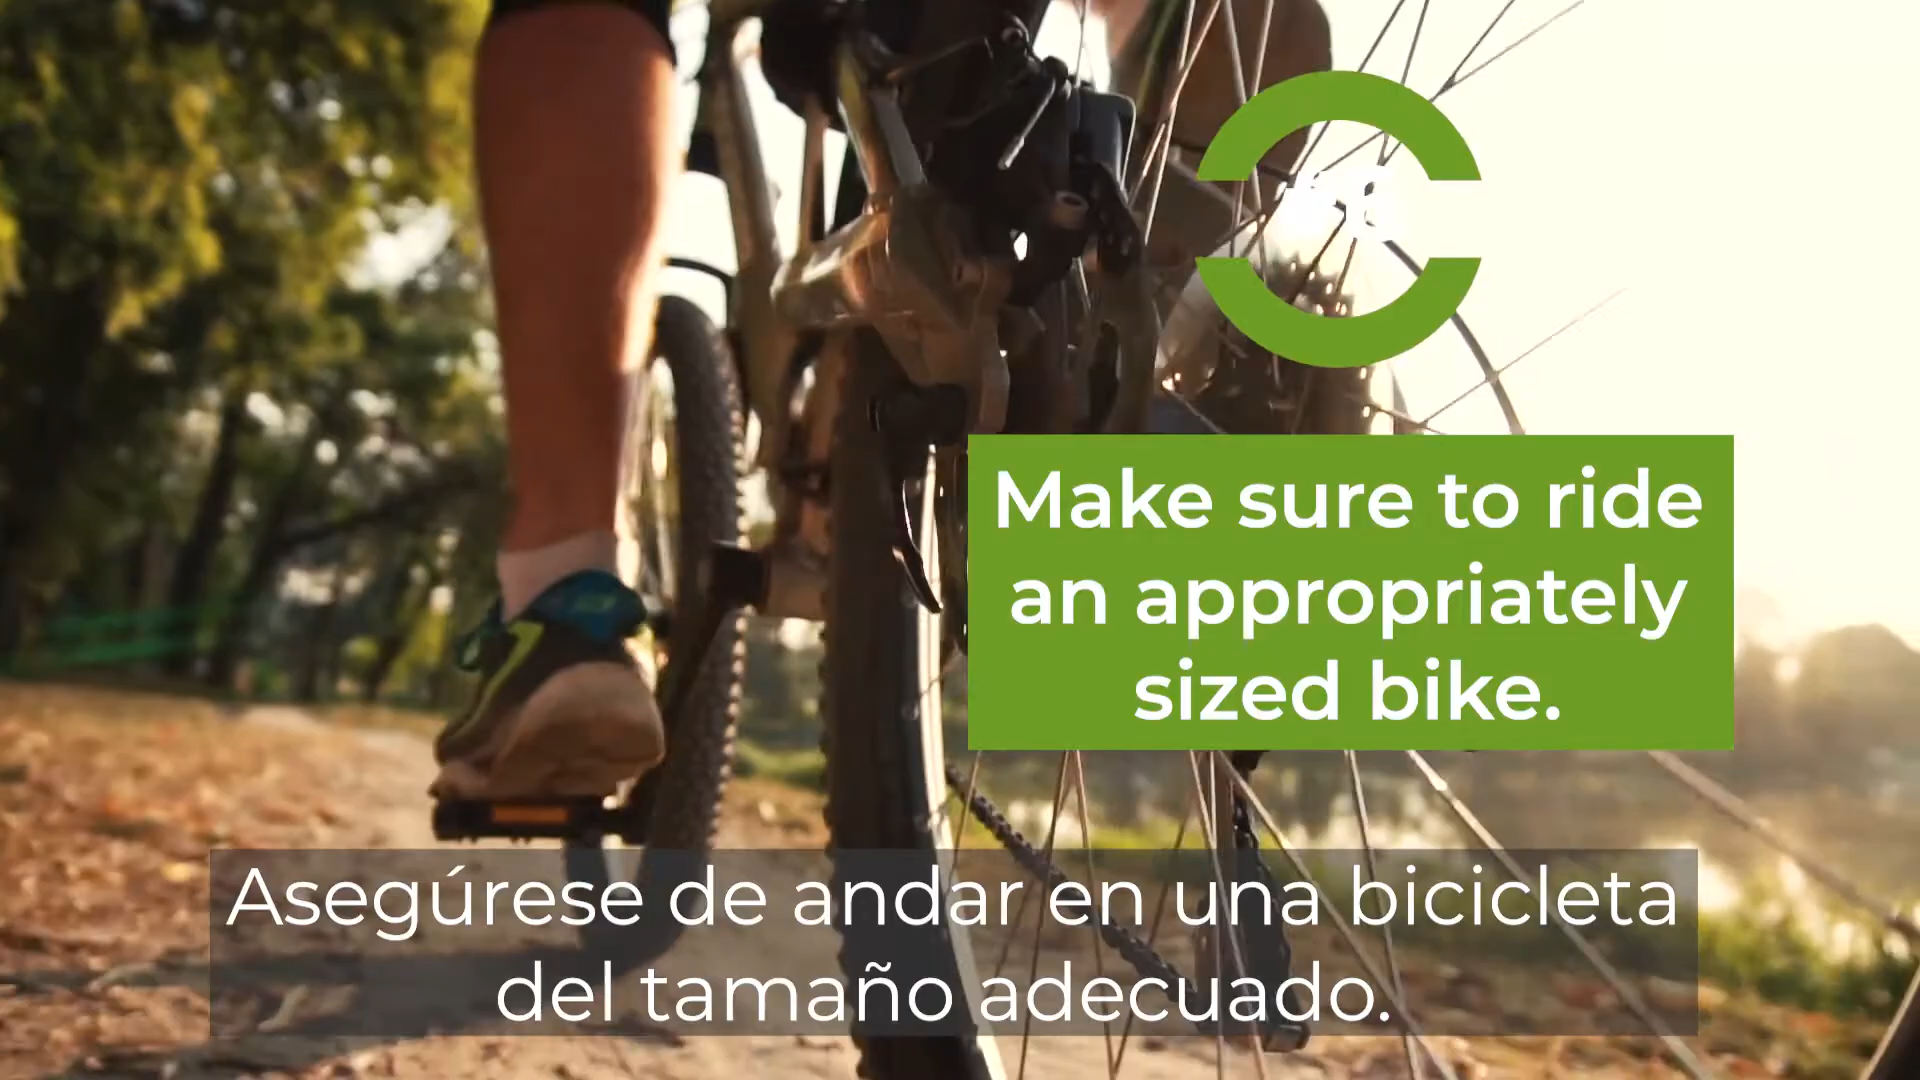 Make sure to ride
an appropriately
sized bike.
Asegúrese de andar en una bicicleta
del tamaño adecuado.